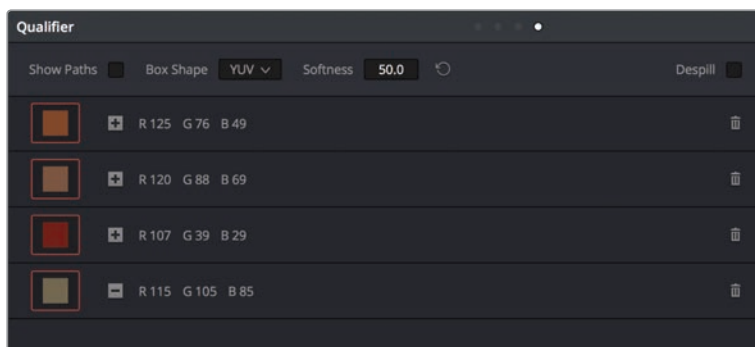 Qualifier
Show Paths Box Shape YUV Softness 50.0 Despill
R 125 G 76 B 49
R 120 G 88 B 69
R 107 G 39 B 29
R 115 G 105 B 85